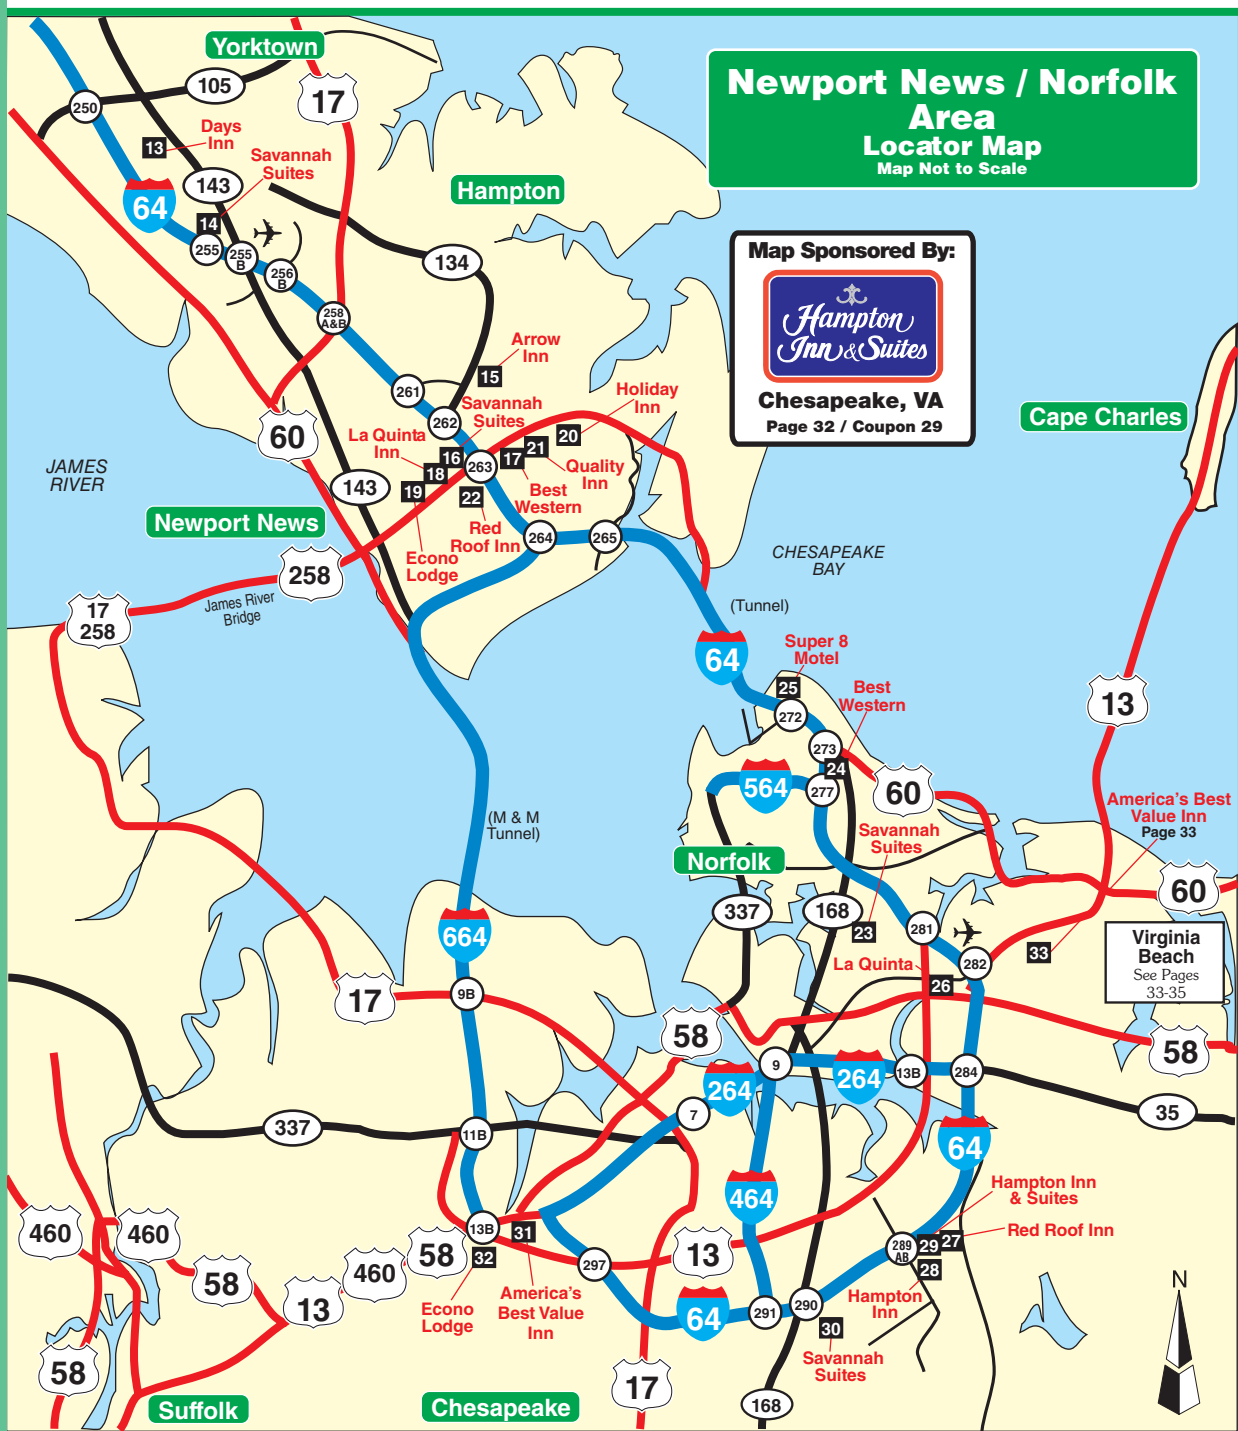 Newport News / Norfolk
Area
Locator Map
Map Not to Scale
Map Sponsored By:
Hampton
Inn & Suites
Chesapeake, VA
Page 32 / Coupon 29
Yorktown
105
17
250
13
Days
Inn
Savannah
Suites
143
Hampton
64
14
255
255
B
256
B
134
258
A&B
Arrow
Inn
15
261
Savannah
Suites
Holiday
Inn
262
Cape Charles
60
La Quinta
Inn
16
17
21
20
JAMES
RIVER
18
263
Quality
Inn
143
19
22
Best
Western
Newport News
Red
Roof Inn
264
265
Econo
Lodge
CHESAPEAKE
BAY
258
James River
Bridge
17
258
(Tunnel)
64
Super 8
Motel
25
Best
Western
13
272
273
24
564
277
60
America's Best
Value Inn
Page 33
(M & M
Tunnel)
Savannah
Suites
Norfolk
60
337
168
23
281
664
33
Virginia
Beach
See Pages
33-35
La Quinta
282
26
17
9B
58
58
9
264
264
13B
284
35
7
337
11B
64
464
Hampton Inn
& Suites
460
460
13B
31
58
32
13
289
AB
29
27
Red Roof Inn
28
297
58
460
13
Econo
Lodge
America's
Best Value
Inn
64
291
290
Hampton
Inn
N
30
Savannah
Suites
58
17
168
Suffolk
Chesapeake